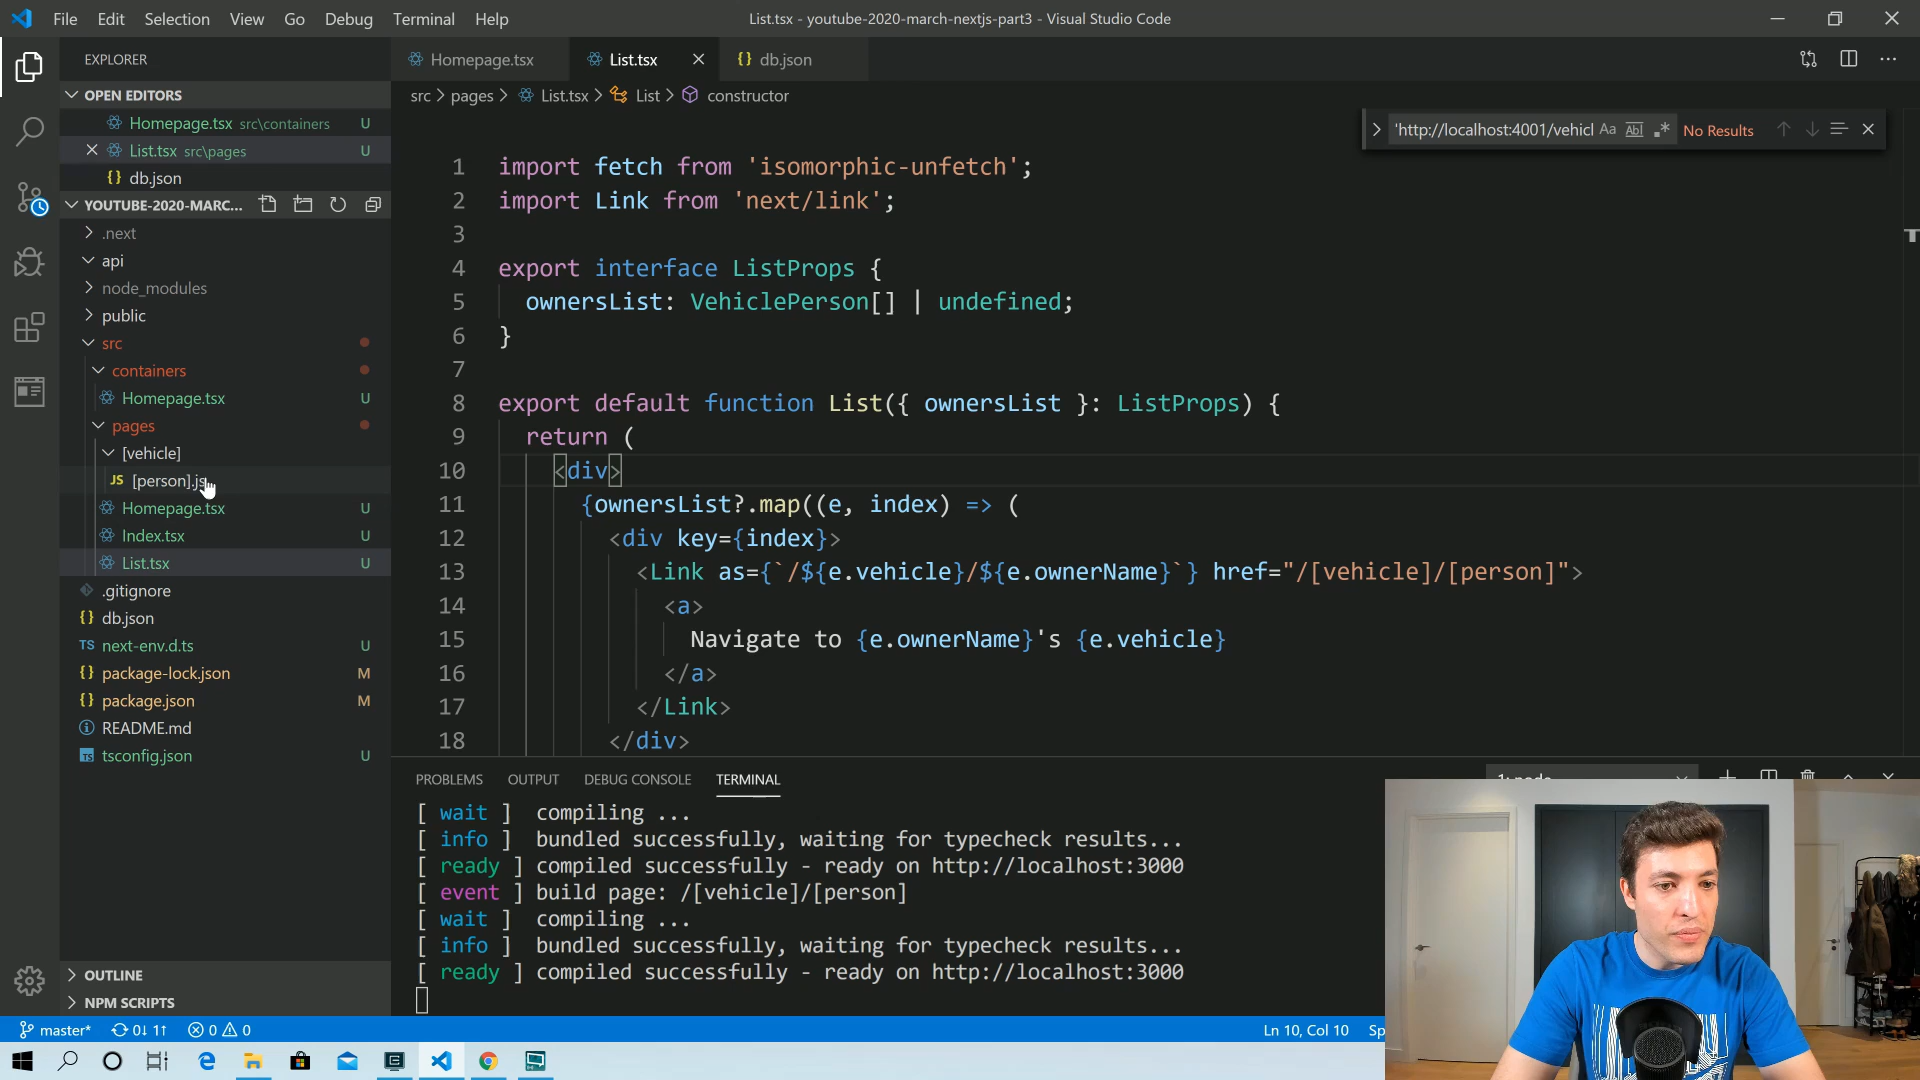 File Edit Selection View Go Debug Terminal Help
List.tsx - youtube-2020-march-nextjs-part3 - Visual Studio Code
EXPLORER
OPEN EDITORS
Homepage.tsx src\containers U
List.tsx src\pages U
{} db.json
YOUTUBE-2020-MARC...
.next
api
node_modules
public
src
containers
Homepage.tsx U
pages
[vehicle]
JS [person].js
Homepage.tsx U
Index.tsx U
List.tsx U
.gitignore
{} db.json
TS next-env.d.ts U
{} package-lock.json M
{} package.json M
README.md
TS tsconfig.json U
OUTLINE
NPM SCRIPTS
Homepage.tsx List.tsx {} db.json
src > pages > List.tsx > List > constructor
'http://localhost:4001/vehicl Aa Abl .* No Results
1 import fetch from 'isomorphic-unfetch';
2 import Link from 'next/link';
3
4 export interface ListProps {
5 ownersList: VehiclePerson[] | undefined;
6 }
7
8 export default function List({ ownersList }: ListProps) {
9 return (
10 <div>
11 {ownersList?.map((e, index) => (
12 <div key={index}>
13 <Link as={`/${e.vehicle}/${e.ownerName}`} href="/[vehicle]/[person]">
14 <a>
15 Navigate to {e.ownerName}'s {e.vehicle}
16 </a>
17 </Link>
18 </div>
PROBLEMS OUTPUT DEBUG CONSOLE TERMINAL
1: node
[ wait ] compiling ...
[ info ] bundled successfully, waiting for typecheck results...
[ ready ] compiled successfully - ready on http://localhost:3000
[ event ] build page: /[vehicle]/[person]
[ wait ] compiling ...
[ info ] bundled successfully, waiting for typecheck results...
[ ready ] compiled successfully - ready on http://localhost:3000
master* 0↓ 1↑ 0 0
Ln 10, Col 10 Sp